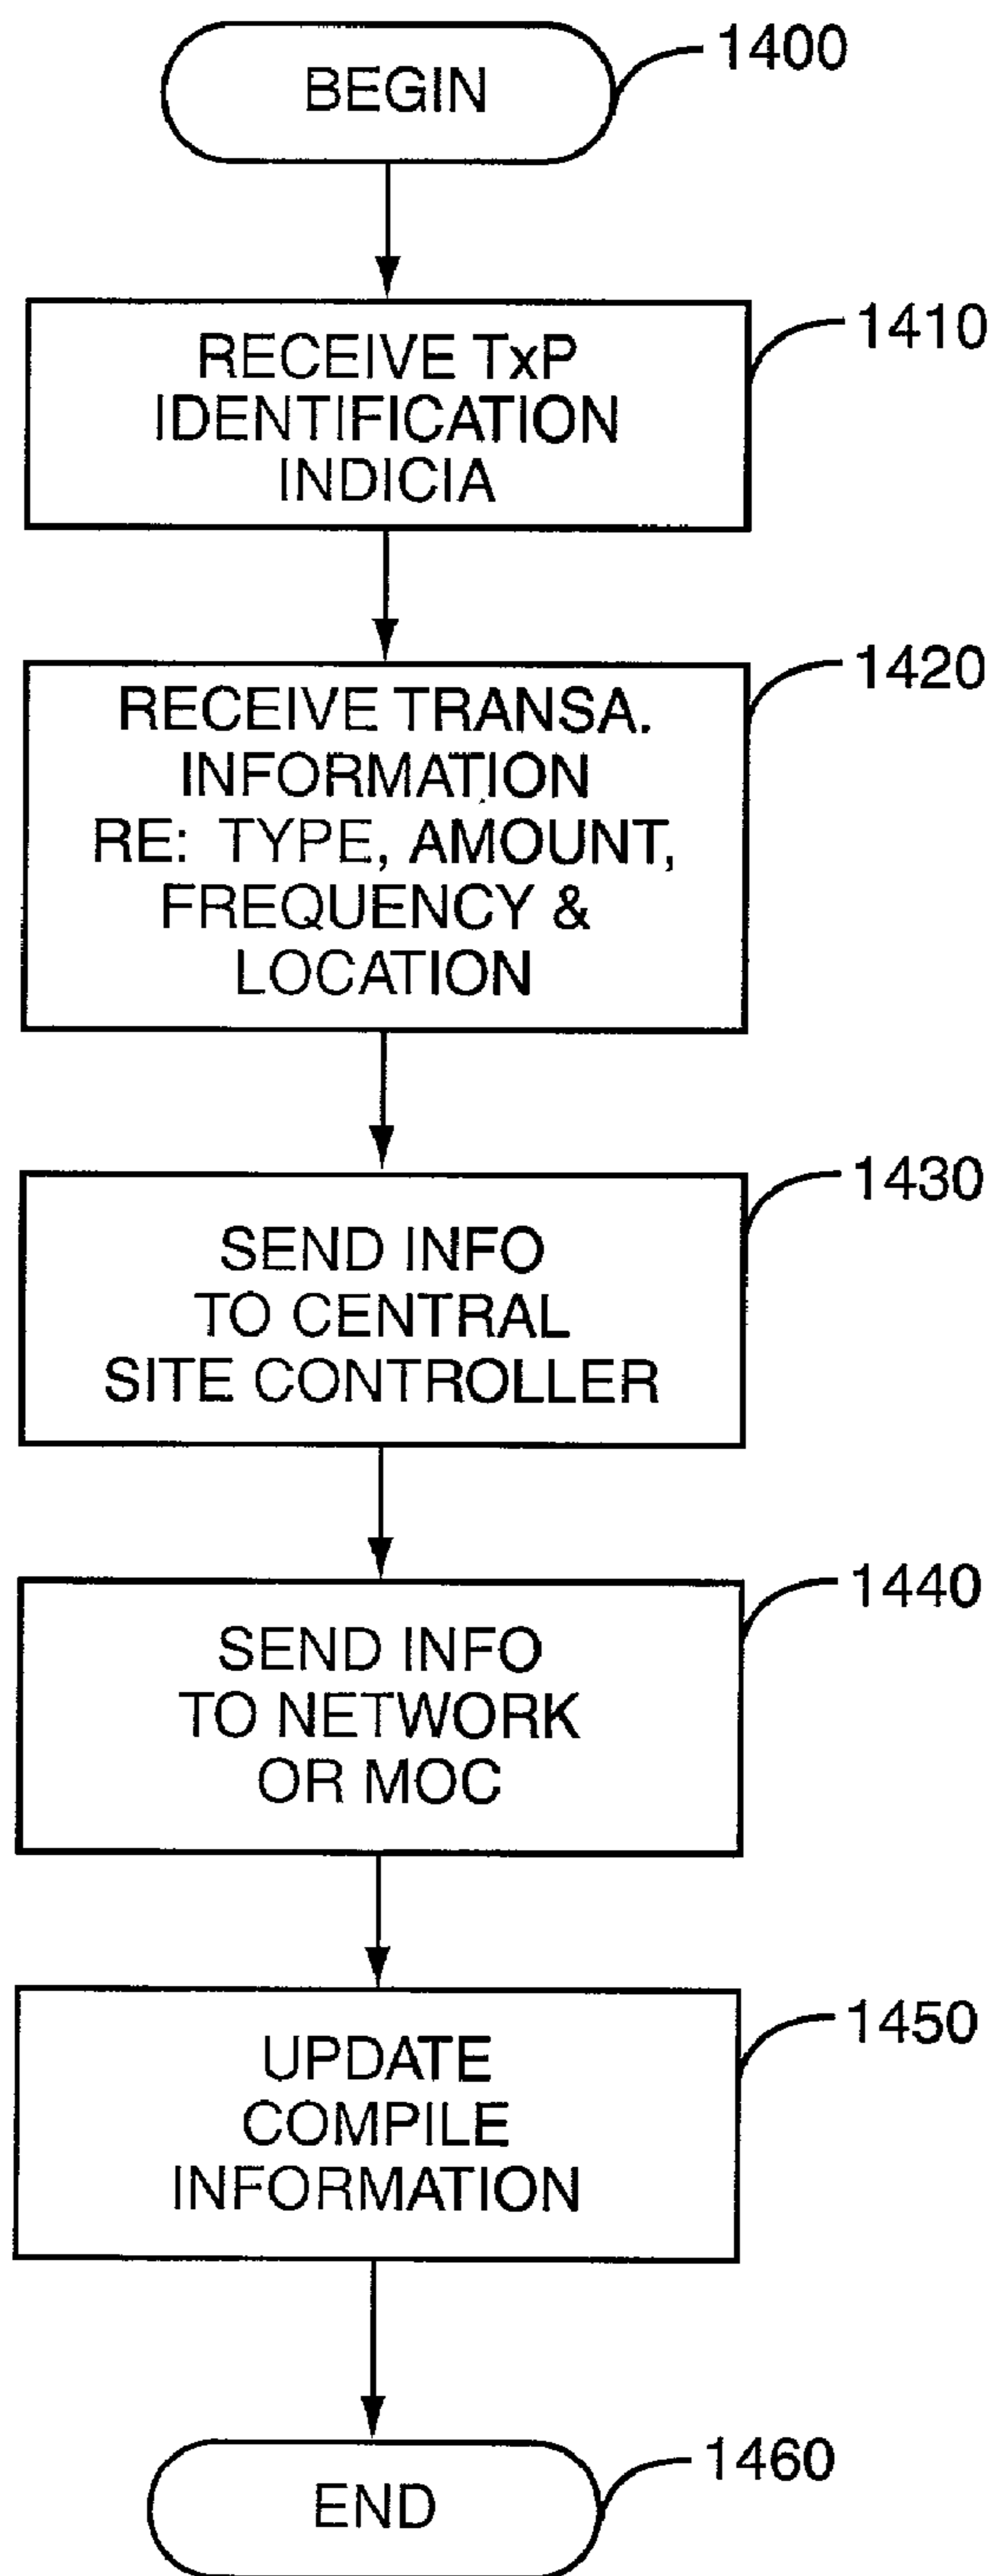 BEGIN
1400
RECEIVE TxP
IDENTIFICATION
INDICIA
1410
RECEIVE TRANSA.
INFORMATION
RE: TYPE, AMOUNT,
FREQUENCY &
LOCATION
1420
SEND INFO
TO CENTRAL
SITE CONTROLLER
1430
SEND INFO
TO NETWORK
OR MOC
1440
UPDATE
COMPILE
INFORMATION
1450
END
1460